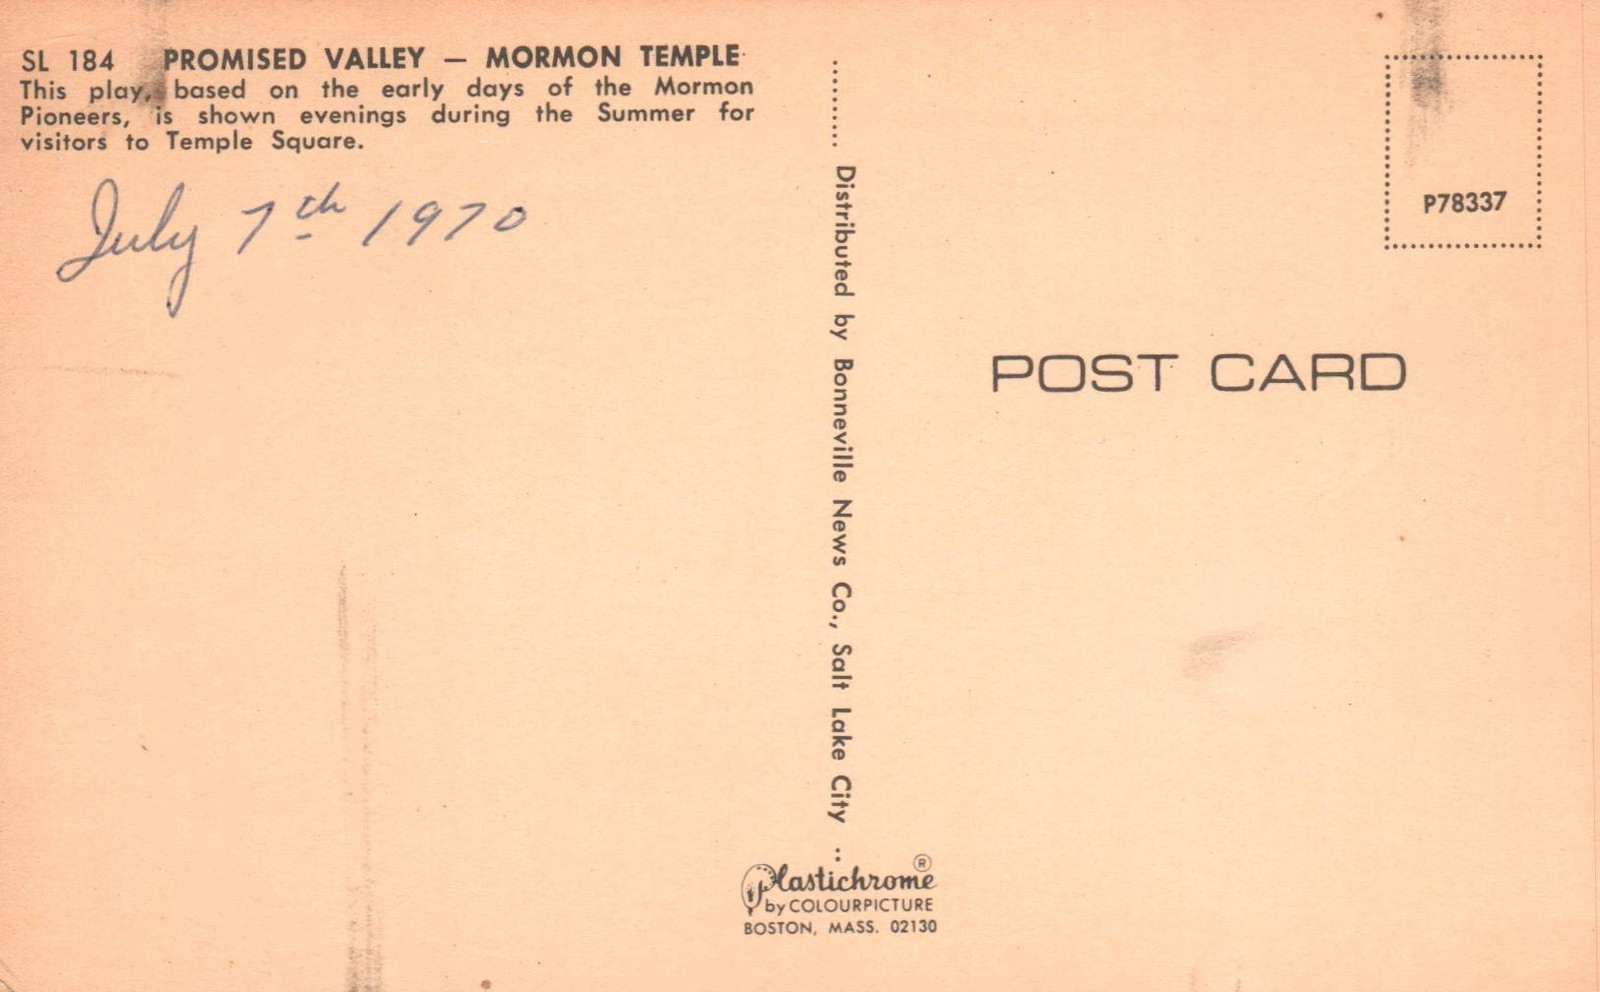 SL 184 PROMISED VALLEY — MORMON TEMPLE
This play, based on the early days of the Mormon
Pioneers, is shown evenings during the Summer for
visitors to Temple Square.
July 7th 1970
Distributed by Bonneville News Co., Salt Lake City
P78337
POST CARD
Plastichrome ®
by COLOURPICTURE
BOSTON, MASS. 02130